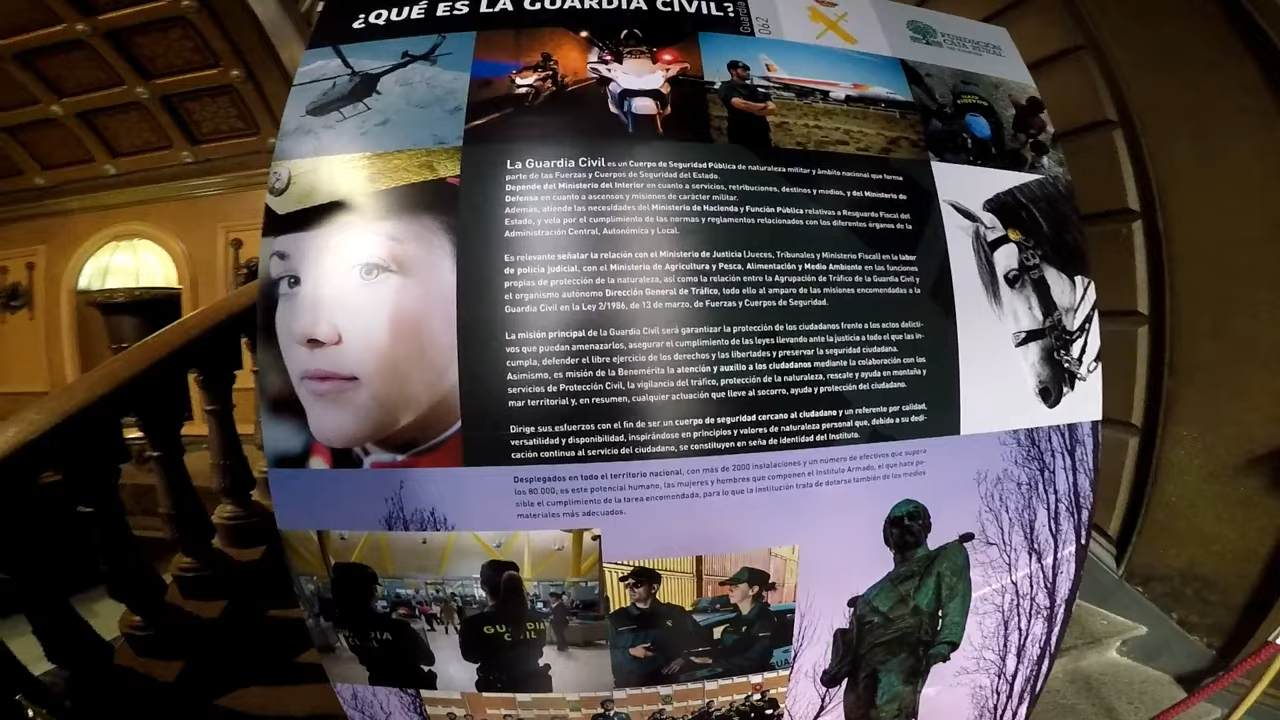 ¿QUÉ ES LA GUARDIA CIVIL?
Guardia
062
FUNDACIÓN
CAJA RURAL
La Guardia Civil es un Cuerpo de Seguridad Pública de naturaleza militar y ámbito nacional que forma
parte de las Fuerzas y Cuerpos de Seguridad del Estado.
Depende del Ministerio del Interior en cuanto a servicios, retribuciones, destinos y medios, y del Ministerio de
Defensa en cuanto a ascensos y misiones de carácter militar.
Además, atiende las necesidades del Ministerio de Hacienda y Función Pública relativas a Resguardo Fiscal del
Estado, y vela por el cumplimiento de las normas y reglamentos relacionados con los diferentes órganos de la
Administración Central, Autonómica y Local.
Es relevante señalar la relación con el Ministerio de Justicia (Jueces, Tribunales y Ministerio Fiscal) en la labor
de policía judicial, con el Ministerio de Agricultura y Pesca, Alimentación y Medio Ambiente en las funciones
propias de protección de la naturaleza, así como la relación entre la Agrupación de Tráfico de la Guardia Civil y
el organismo autónomo Dirección General de Tráfico, todo ello al amparo de las misiones encomendadas a la
Guardia Civil en la Ley 2/1986, de 13 de marzo, de Fuerzas y Cuerpos de Seguridad.
La misión principal de la Guardia Civil será garantizar la protección de los ciudadanos frente a los actos delicti-
vos que puedan amenazarlos, asegurar el cumplimiento de las leyes llevando ante la justicia a todo el que las in-
cumpla, defender el libre ejercicio de los derechos y las libertades y preservar la seguridad ciudadana.
Asimismo, es misión de la Benemérita la atención y auxilio a los ciudadanos mediante la colaboración con los
servicios de Protección Civil, la vigilancia del tráfico, protección de la naturaleza, rescate y ayuda en montaña y
mar territorial y, en resumen, cualquier actuación que lleve al socorro, ayuda y protección del ciudadano.
Dirige sus esfuerzos con el fin de ser un cuerpo de seguridad cercano al ciudadano y un referente por calidad,
versatilidad y disponibilidad, inspirándose en principios y valores de naturaleza personal que, debido a su dedi-
cación continua al servicio del ciudadano, se constituyen en seña de identidad del Instituto.
Desplegados en todo el territorio nacional, con más de 2000 instalaciones y un número de efectivos que supera
los 80.000; es este potencial humano, las mujeres y hombres que componen el Instituto Armado, el que hace po-
sible el cumplimiento de la tarea encomendada, para lo que la Institución trata de dotarse también de los medios
materiales más adecuados.
GUARDIA
CIVIL